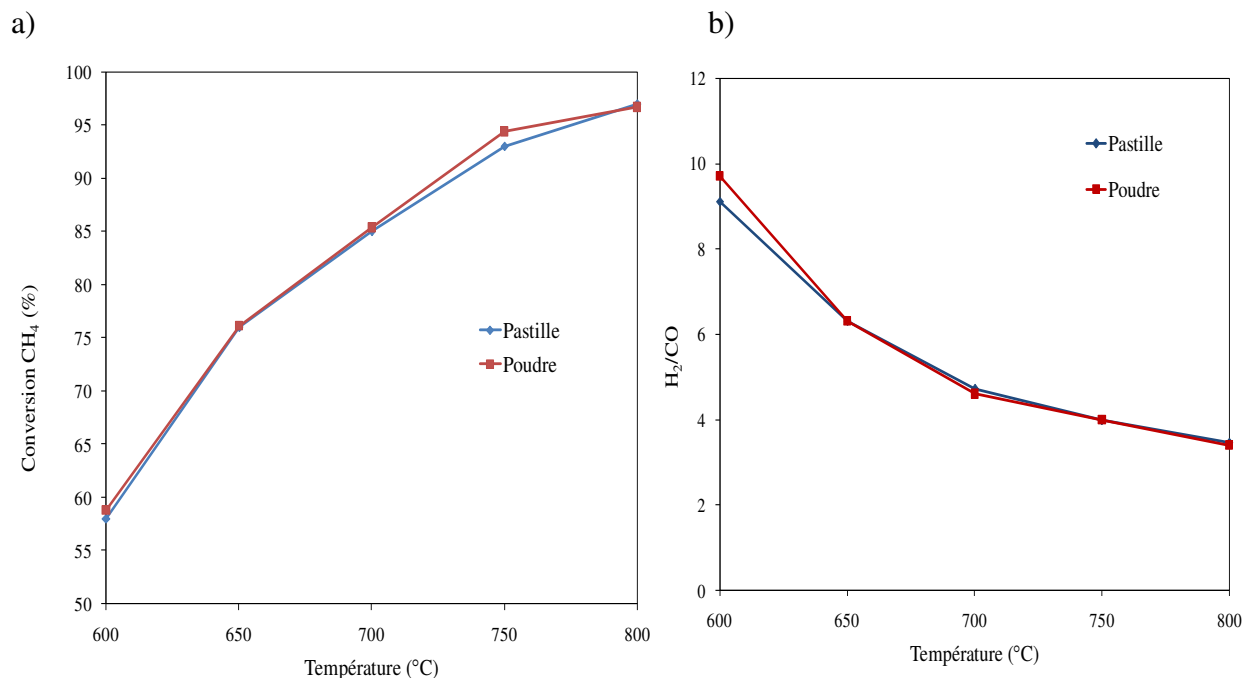 a)
Conversion CH₄ (%)
100
95
90
85
80
75
70
65
60
55
50
600 650 700 750 800
Température (°C)
Pastille
Poudre
b)
H₂/CO
12
10
8
6
4
2
0
600 650 700 750 800
Température (°C)
Pastille
Poudre